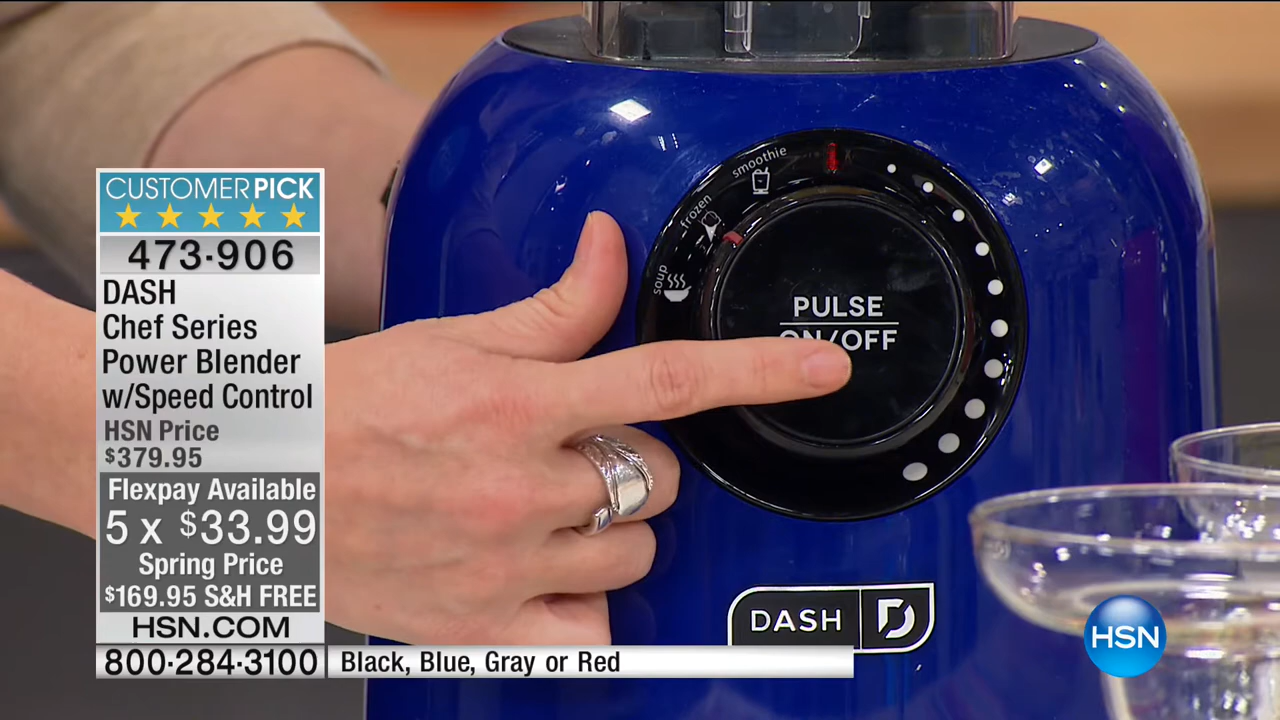 CUSTOMERPICK
473-906
DASH
Chef Series
Power Blender
w/Speed Control
HSN Price
$379.95
Flexpay Available
5 x $33.99
Spring Price
$169.95 S&H FREE
HSN.COM
800-284-3100
Black, Blue, Gray or Red
smoothie
frozen
soup
PULSE
ON/OFF
DASH D
HSN